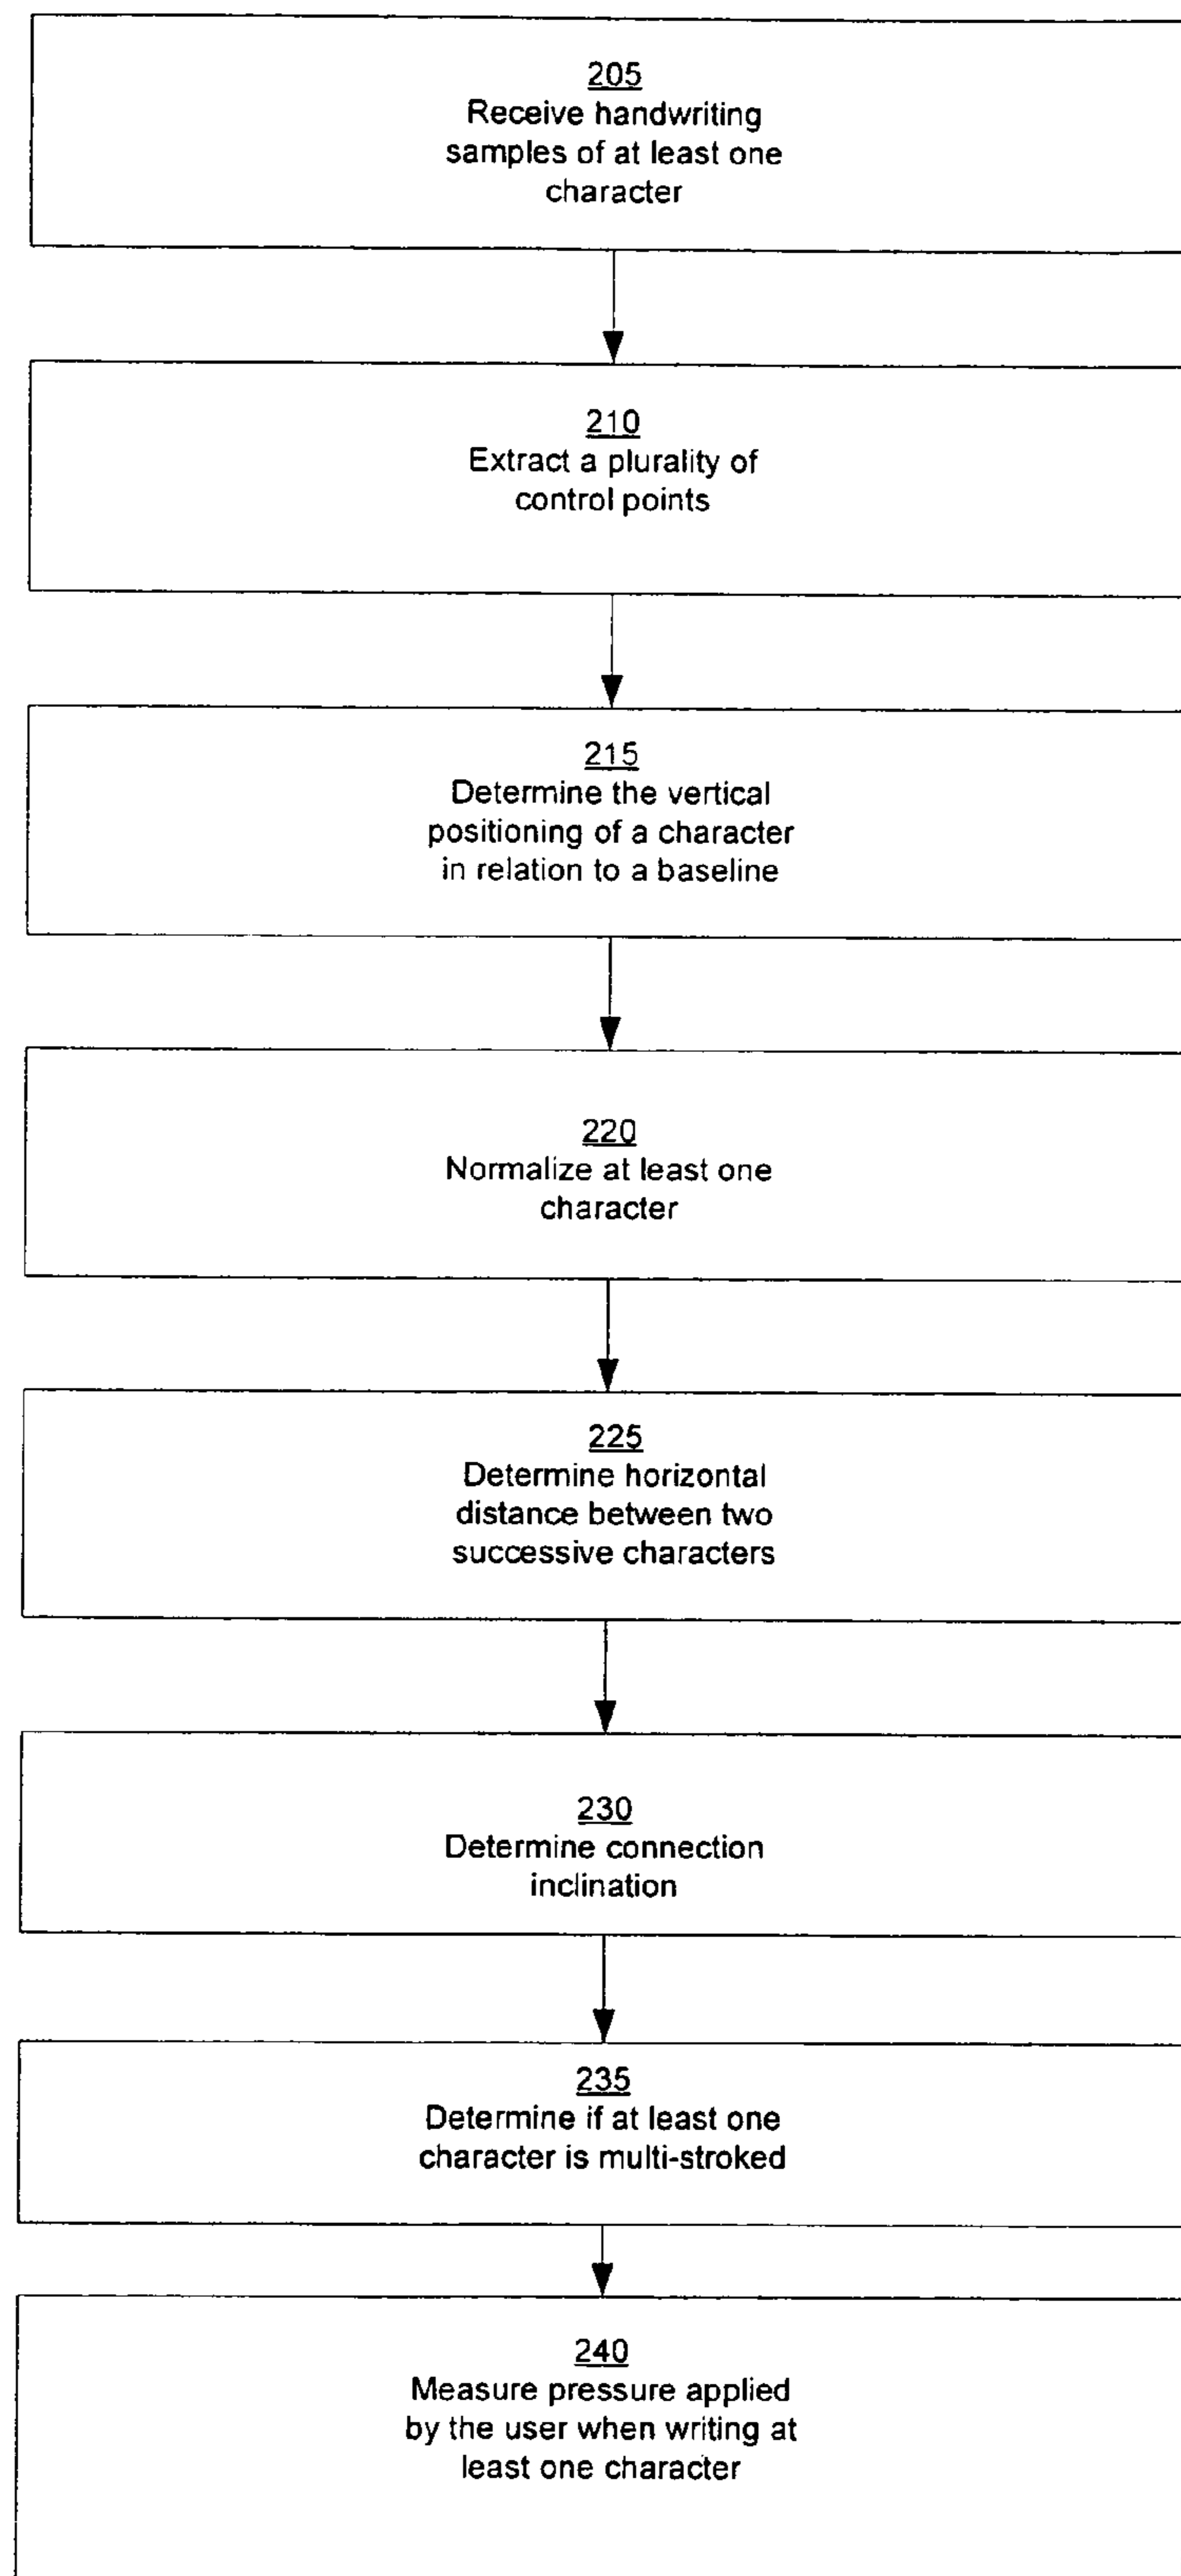 205
Receive handwriting
samples of at least one
character
210
Extract a plurality of
control points
215
Determine the vertical
positioning of a character
in relation to a baseline
220
Normalize at least one
character
225
Determine horizontal
distance between two
successive characters
230
Determine connection
inclination
235
Determine if at least one
character is multi-stroked
240
Measure pressure applied
by the user when writing at
least one character